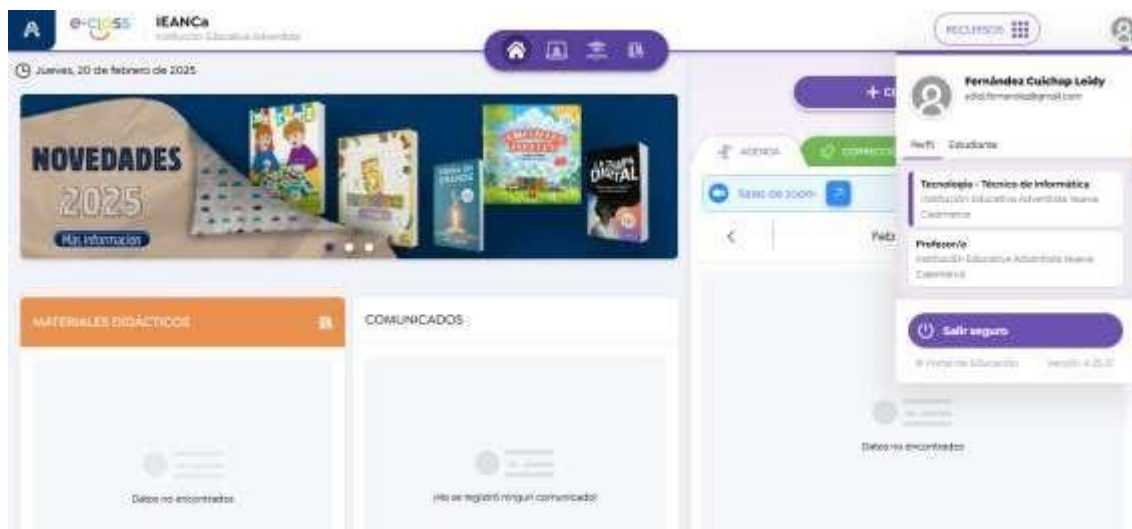 e-class
IEANCa
Institución Educativa Adventista
RECURSOS
Jueves, 20 de febrero de 2025
NOVEDADES
2025
Más información
Fernández Cuichap Leidy
Perfil Estudiante
Tecnología - Técnico de Informática
Institución Educativa Adventista Nueva
Cajamarca
Profesor/a
Institución Educativa Adventista Nueva
Cajamarca
Salir seguro
AGENDA
Salas de zoom
MATERIALES DIDÁCTICOS
COMUNICADOS
Datos no encontrados
¡No se registró ningun comunicado!
Datos no encontrados